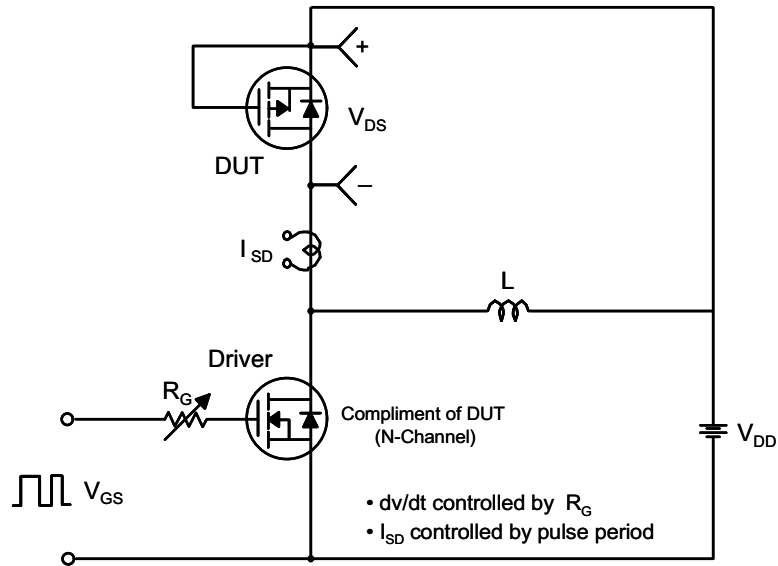 +
V_DS
DUT
–
I_SD
L
Driver
R_G
Compliment of DUT
(N-Channel)
V_DD
V_GS
• dv/dt controlled by R_G
• I_SD controlled by pulse period